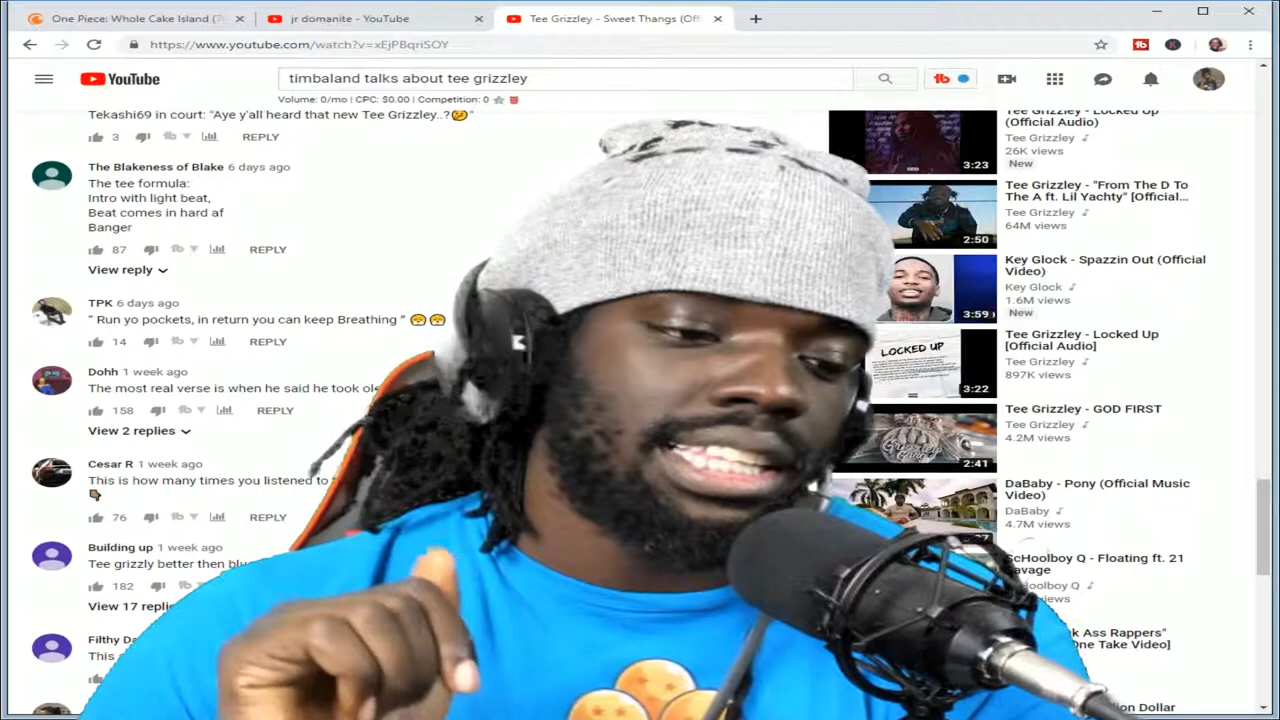 One Piece: Whole Cake Island (7
jr domanite - YouTube
Tee Grizzley - Sweet Thangs (Off
https://www.youtube.com/watch?v=xEjPBqriSOY
YouTube
timbaland talks about tee grizzley
Volume: 0/mo | CPC: $0.00 | Competition: 0
Tekashi69 in court: "Aye y'all heard that new Tee Grizzley..?🤔"
3 REPLY
The Blakeness of Blake 6 days ago
The tee formula:
Intro with light beat,
Beat comes in hard af
Banger
87 REPLY
View reply
TPK 6 days ago
" Run yo pockets, in return you can keep Breathing "
14 REPLY
Dohh 1 week ago
The most real verse is when he said he took ole
158 REPLY
View 2 replies
Cesar R 1 week ago
This is how many times you listened to
76 REPLY
Building up 1 week ago
Tee grizzly better then
182
View 17 replie
Filthy
This
Tee Grizzley - Locked Up
(Official Audio)
Tee Grizzley
26K views
New
3:23
Tee Grizzley - "From The D To
The A ft. Lil Yachty" [Official...
Tee Grizzley
64M views
2:50
Key Glock - Spazzin Out (Official
Video)
Key Glock
1.6M views
New
3:59
Tee Grizzley - Locked Up
[Official Audio]
Tee Grizzley
897K views
LOCKED UP
3:22
Tee Grizzley - GOD FIRST
Tee Grizzley
4.2M views
2:41
DaBaby - Pony (Official Music
Video)
DaBaby
4.7M views
ScHoolboy Q - Floating ft. 21
Savage
hoolboy Q
views
k Ass Rappers"
One Take Video]
Dollar